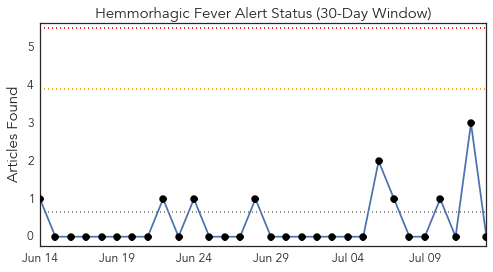 Hemmorhagic Fever Alert Status (30-Day Window)
Articles Found
5
4
3
2
1
0
Jun 14 Jun 19 Jun 24 Jun 29 Jul 04 Jul 09